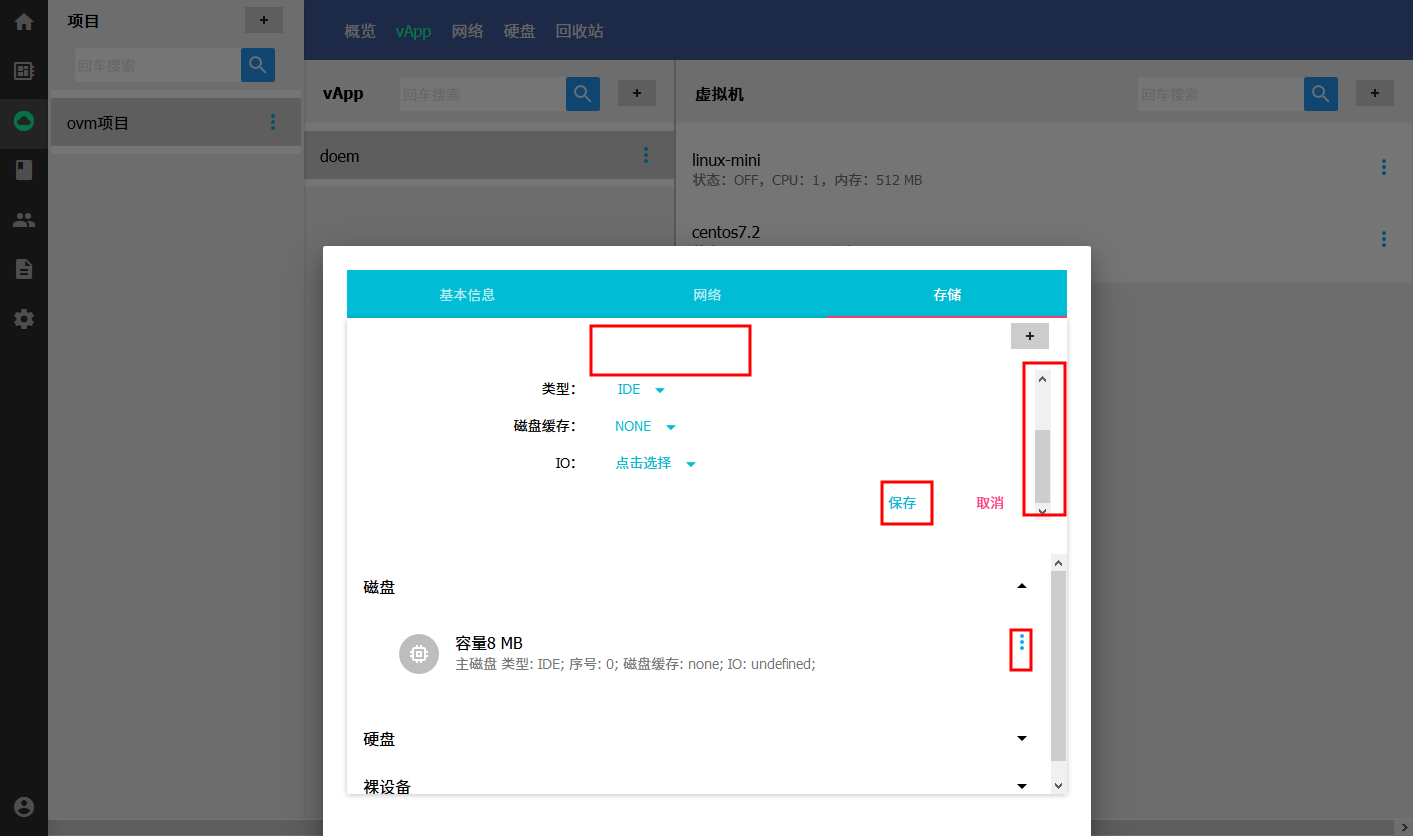 项目
+
回车搜索
ovm项目
概览 vApp 网络 硬盘 回收站
vApp
回车搜索
+
doem
虚拟机
回车搜索
+
linux-mini
状态：OFF，CPU：1，内存：512 MB
centos7.2
基本信息 网络 存储
+
类型： IDE
磁盘缓存： NONE
IO： 点击选择
保存 取消
磁盘
容量8 MB
主磁盘 类型: IDE; 序号: 0; 磁盘缓存: none; IO: undefined;
硬盘
裸设备